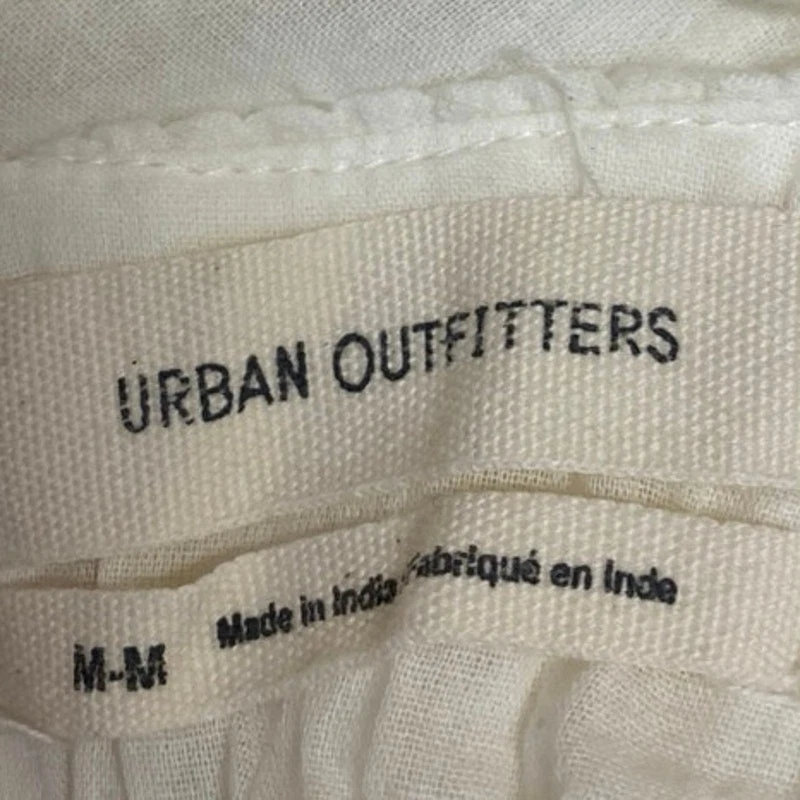 URBAN OUTFITTERS
M-M Made in India Fabriqué en Inde